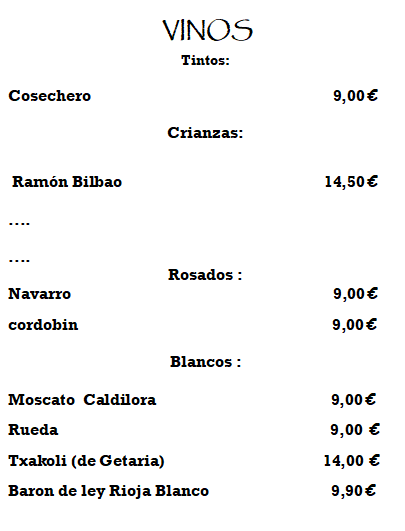 VINOS
Tintos:
Cosechero 9,00€
Crianzas:
Ramón Bilbao 14,50€
....
....
Rosados :
Navarro 9,00€
cordobin 9,00€
Blancos :
Moscato Caldilora 9,00€
Rueda 9,00 €
Txakoli (de Getaria) 14,00 €
Baron de ley Rioja Blanco 9,90€